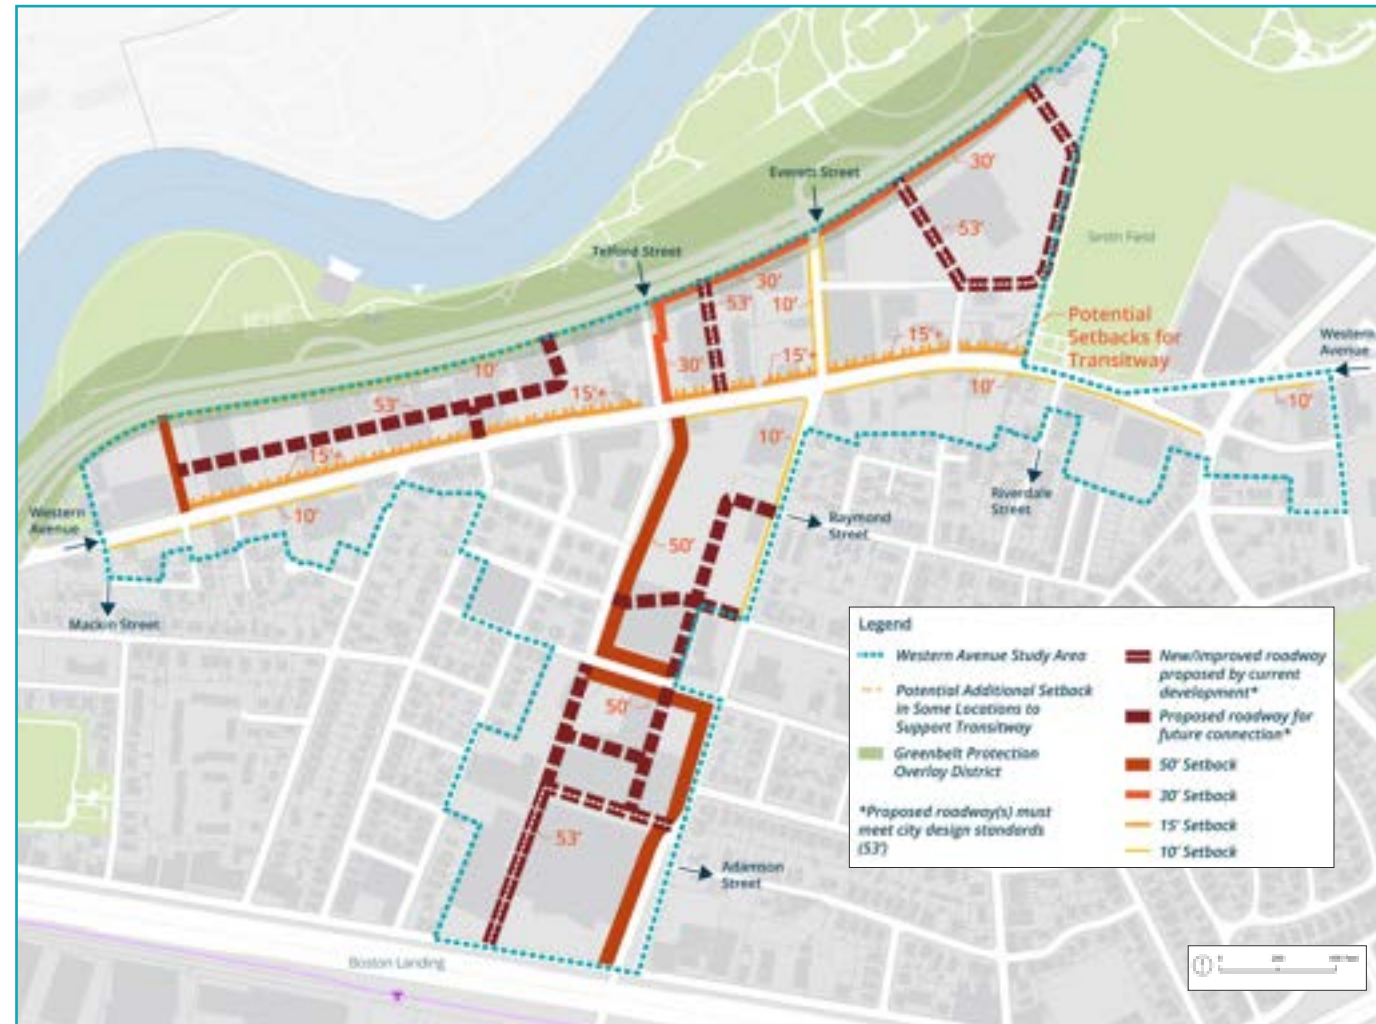 30'
Everett Street
53'
Smith Field
Telford Street
30'
53'
10'
Potential
Setbacks for
Transitway
15'+
Western
Avenue
15'+
30'
10'
10'
10'
53'
15'+
10'
15'+
Riverdale
Street
Western
Avenue
10'
Raymond
Street
50'
Mackin Street
50'
53'
Adamson
Street
Boston Landing
T
Legend
Western Avenue Study Area
Potential Additional Setback
in Some Locations to
Support Transitway
Greenbelt Protection
Overlay District
*Proposed roadway(s) must
meet city design standards
(53')
New/improved roadway
proposed by current
development*
Proposed roadway for
future connection*
50' Setback
30' Setback
15' Setback
10' Setback
0